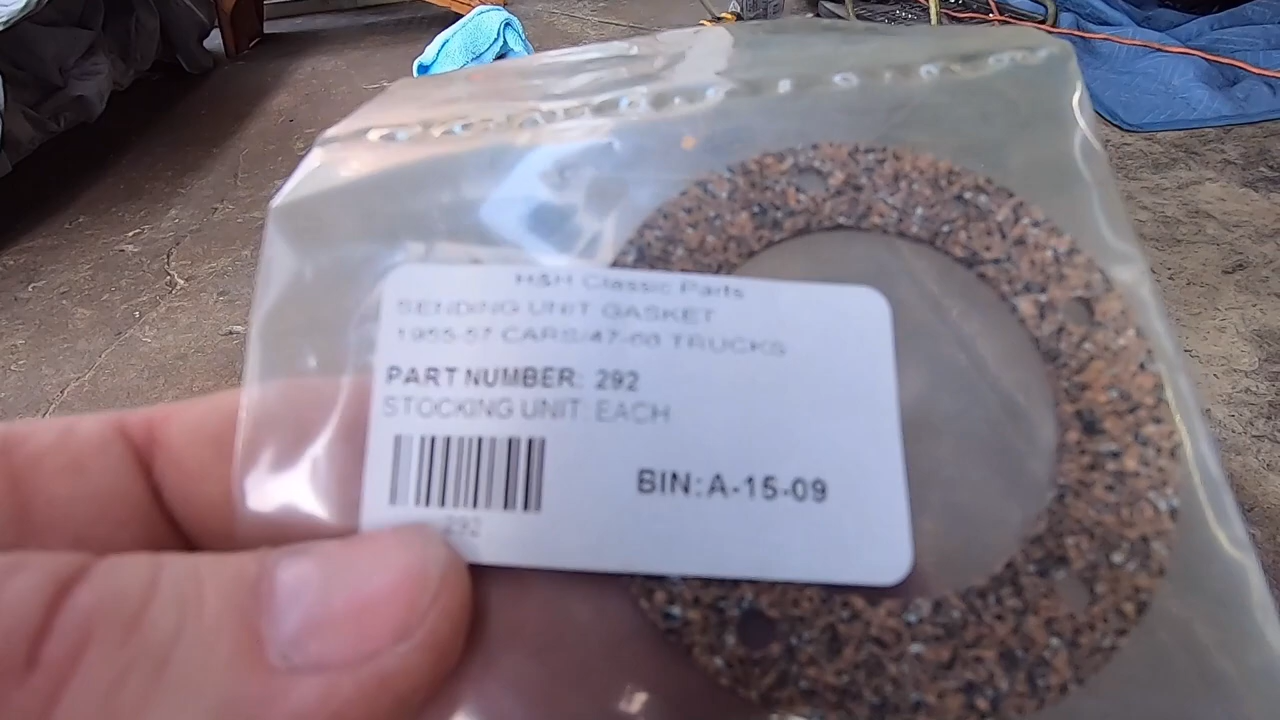 H&H Classic Parts
SENDING UNIT GASKET
1955-57 CARS/47-66 TRUCKS
PART NUMBER: 292
STOCKING UNIT: EACH
BIN:A-15-09
292